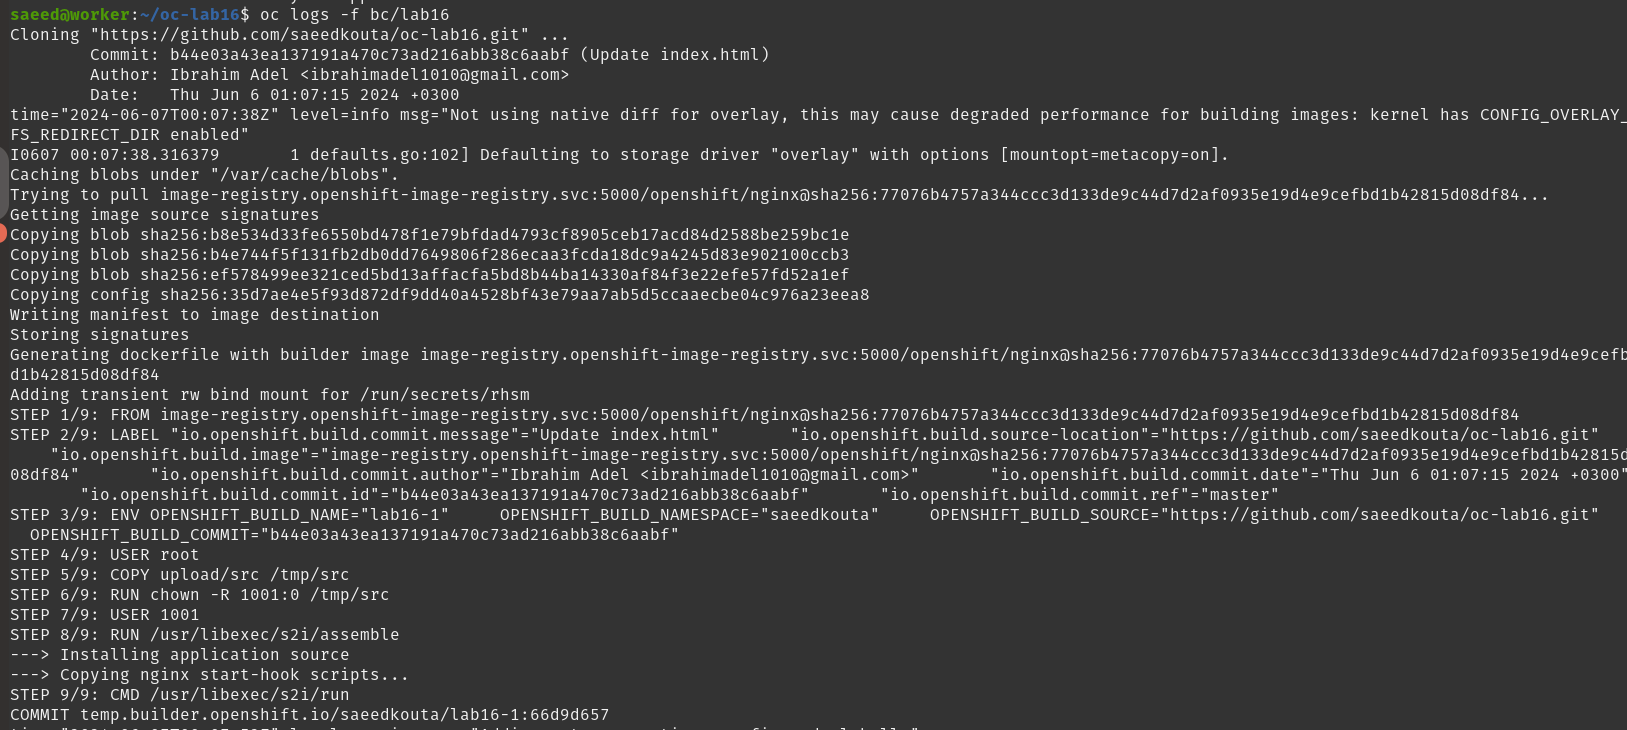 saeed@worker:~/oc-lab16$ oc logs -f bc/lab16
Cloning "https://github.com/saeedkouta/oc-lab16.git" ...
        Commit: b44e03a43ea137191a470c73ad216abb38c6aabf (Update index.html)
        Author: Ibrahim Adel <ibrahimadel1010@gmail.com>
        Date:   Thu Jun 6 01:07:15 2024 +0300
time="2024-06-07T00:07:38Z" level=info msg="Not using native diff for overlay, this may cause degraded performance for building images: kernel has CONFIG_OVERLAY_
FS_REDIRECT_DIR enabled"
I0607 00:07:38.316379       1 defaults.go:102] Defaulting to storage driver "overlay" with options [mountopt=metacopy=on].
Caching blobs under "/var/cache/blobs".
Trying to pull image-registry.openshift-image-registry.svc:5000/openshift/nginx@sha256:77076b4757a344ccc3d133de9c44d7d2af0935e19d4e9cefbd1b42815d08df84...
Getting image source signatures
Copying blob sha256:b8e534d33fe6550bd478f1e79bfdad4793cf8905ceb17acd84d2588be259bc1e
Copying blob sha256:b4e744f5f131fb2db0dd7649806f286ecaa3fcda18dc9a4245d83e902100ccb3
Copying blob sha256:ef578499ee321ced5bd13affacfa5bd8b44ba14330af84f3e22efe57fd52a1ef
Copying config sha256:35d7ae4e5f93d872df9dd40a4528bf43e79aa7ab5d5ccaaecbe04c976a23eea8
Writing manifest to image destination
Storing signatures
Generating dockerfile with builder image image-registry.openshift-image-registry.svc:5000/openshift/nginx@sha256:77076b4757a344ccc3d133de9c44d7d2af0935e19d4e9cefb
d1b42815d08df84
Adding transient rw bind mount for /run/secrets/rhsm
STEP 1/9: FROM image-registry.openshift-image-registry.svc:5000/openshift/nginx@sha256:77076b4757a344ccc3d133de9c44d7d2af0935e19d4e9cefbd1b42815d08df84
STEP 2/9: LABEL "io.openshift.build.commit.message"="Update index.html"       "io.openshift.build.source-location"="https://github.com/saeedkouta/oc-lab16.git"
    "io.openshift.build.image"="image-registry.openshift-image-registry.svc:5000/openshift/nginx@sha256:77076b4757a344ccc3d133de9c44d7d2af0935e19d4e9cefbd1b42815d
08df84"       "io.openshift.build.commit.author"="Ibrahim Adel <ibrahimadel1010@gmail.com>"       "io.openshift.build.commit.date"="Thu Jun 6 01:07:15 2024 +0300"
       "io.openshift.build.commit.id"="b44e03a43ea137191a470c73ad216abb38c6aabf"       "io.openshift.build.commit.ref"="master"
STEP 3/9: ENV OPENSHIFT_BUILD_NAME="lab16-1"     OPENSHIFT_BUILD_NAMESPACE="saeedkouta"     OPENSHIFT_BUILD_SOURCE="https://github.com/saeedkouta/oc-lab16.git"
  OPENSHIFT_BUILD_COMMIT="b44e03a43ea137191a470c73ad216abb38c6aabf"
STEP 4/9: USER root
STEP 5/9: COPY upload/src /tmp/src
STEP 6/9: RUN chown -R 1001:0 /tmp/src
STEP 7/9: USER 1001
STEP 8/9: RUN /usr/libexec/s2i/assemble
---> Installing application source
---> Copying nginx start-hook scripts...
STEP 9/9: CMD /usr/libexec/s2i/run
COMMIT temp.builder.openshift.io/saeedkouta/lab16-1:66d9d657